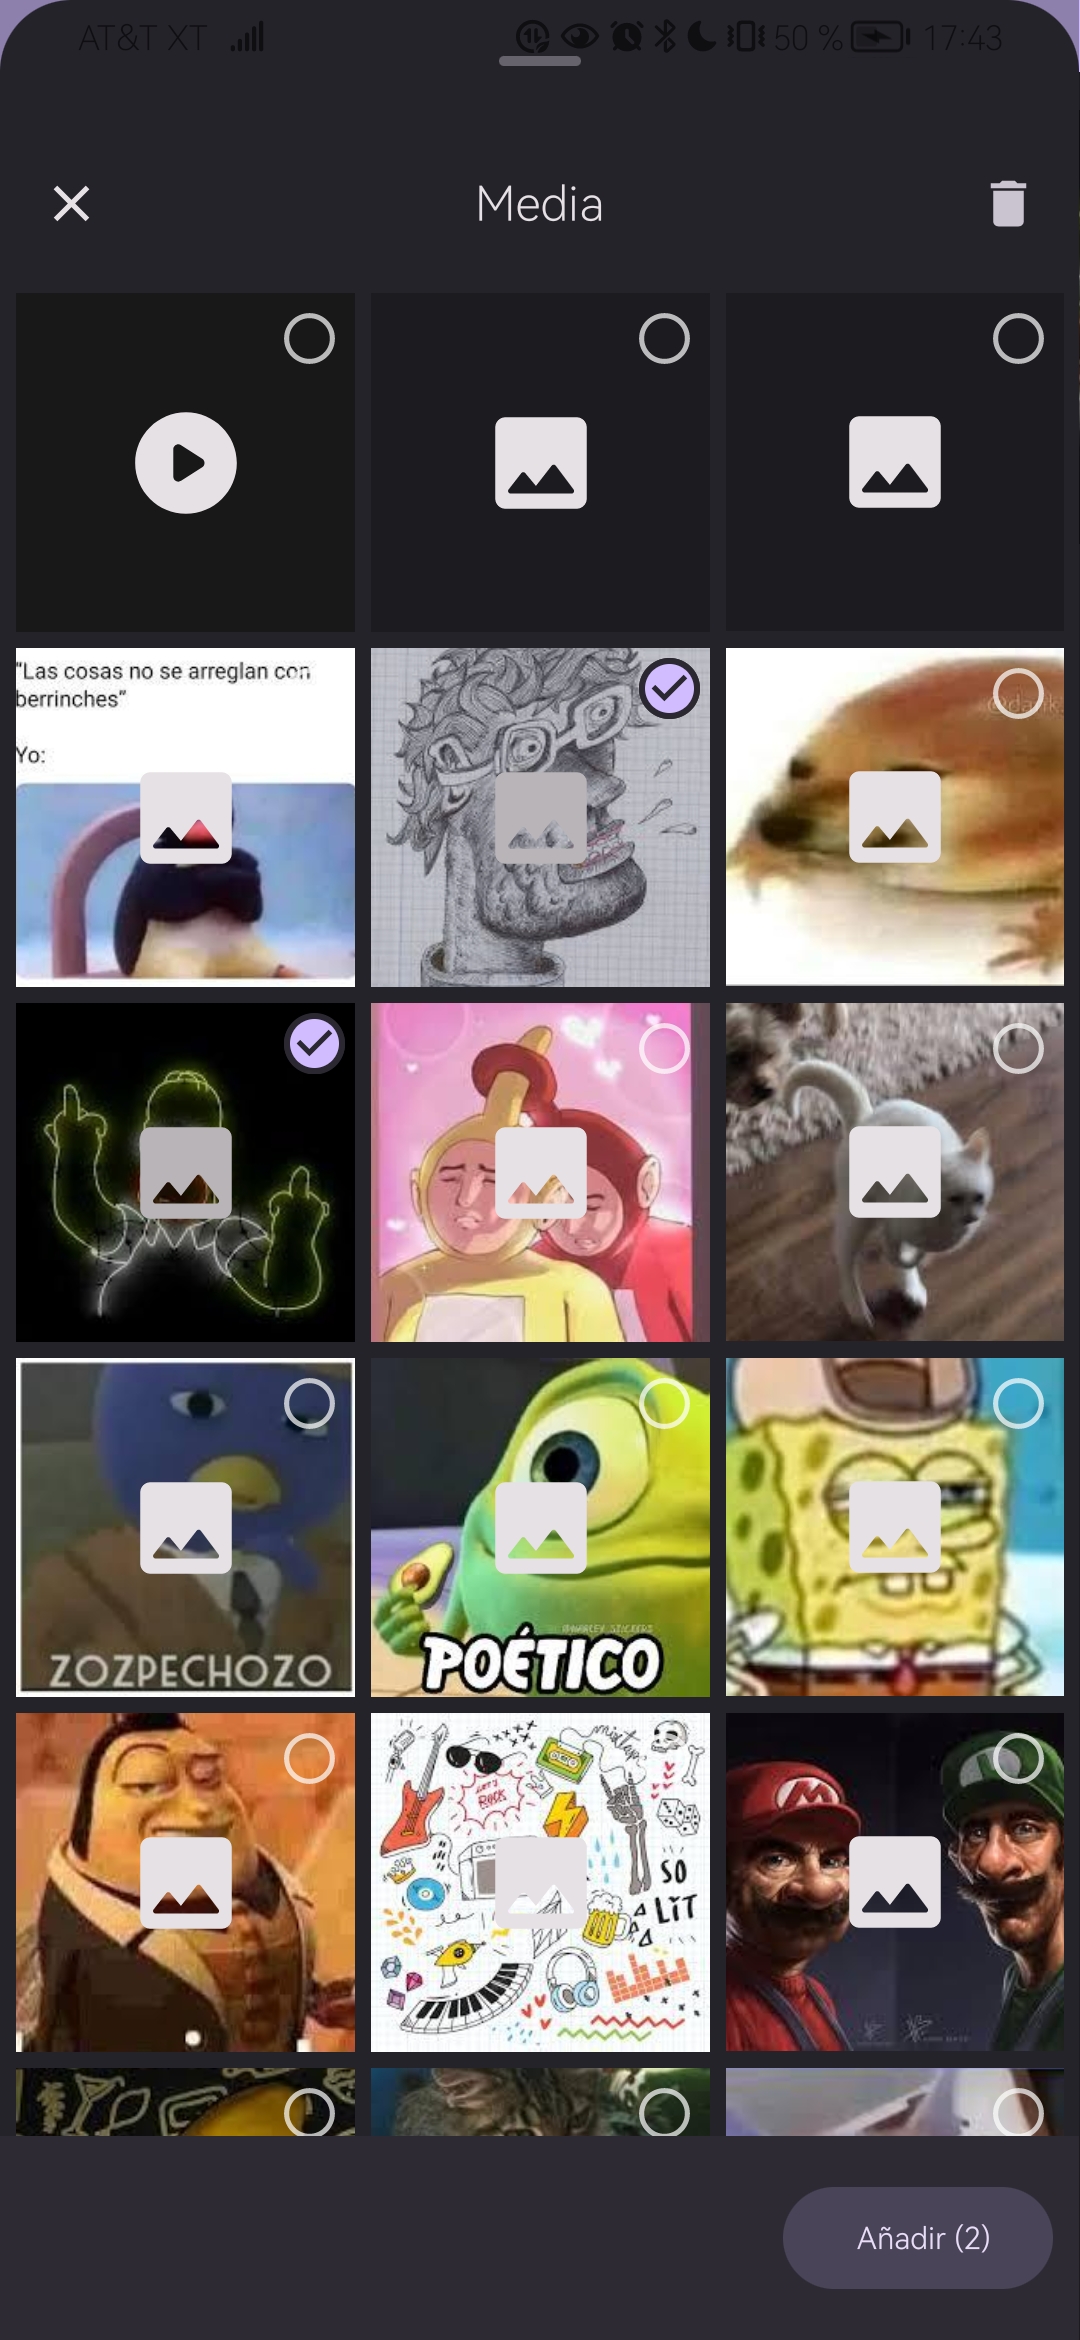 AT&T XT
50 %
17:43
Media
"Las cosas no se arreglan con
berrinches"
Yo:
@dank
ZOZPECHOZO
POÉTICO
mixtape
LET'S
ROCK
SO
LIT
M
Añadir (2)